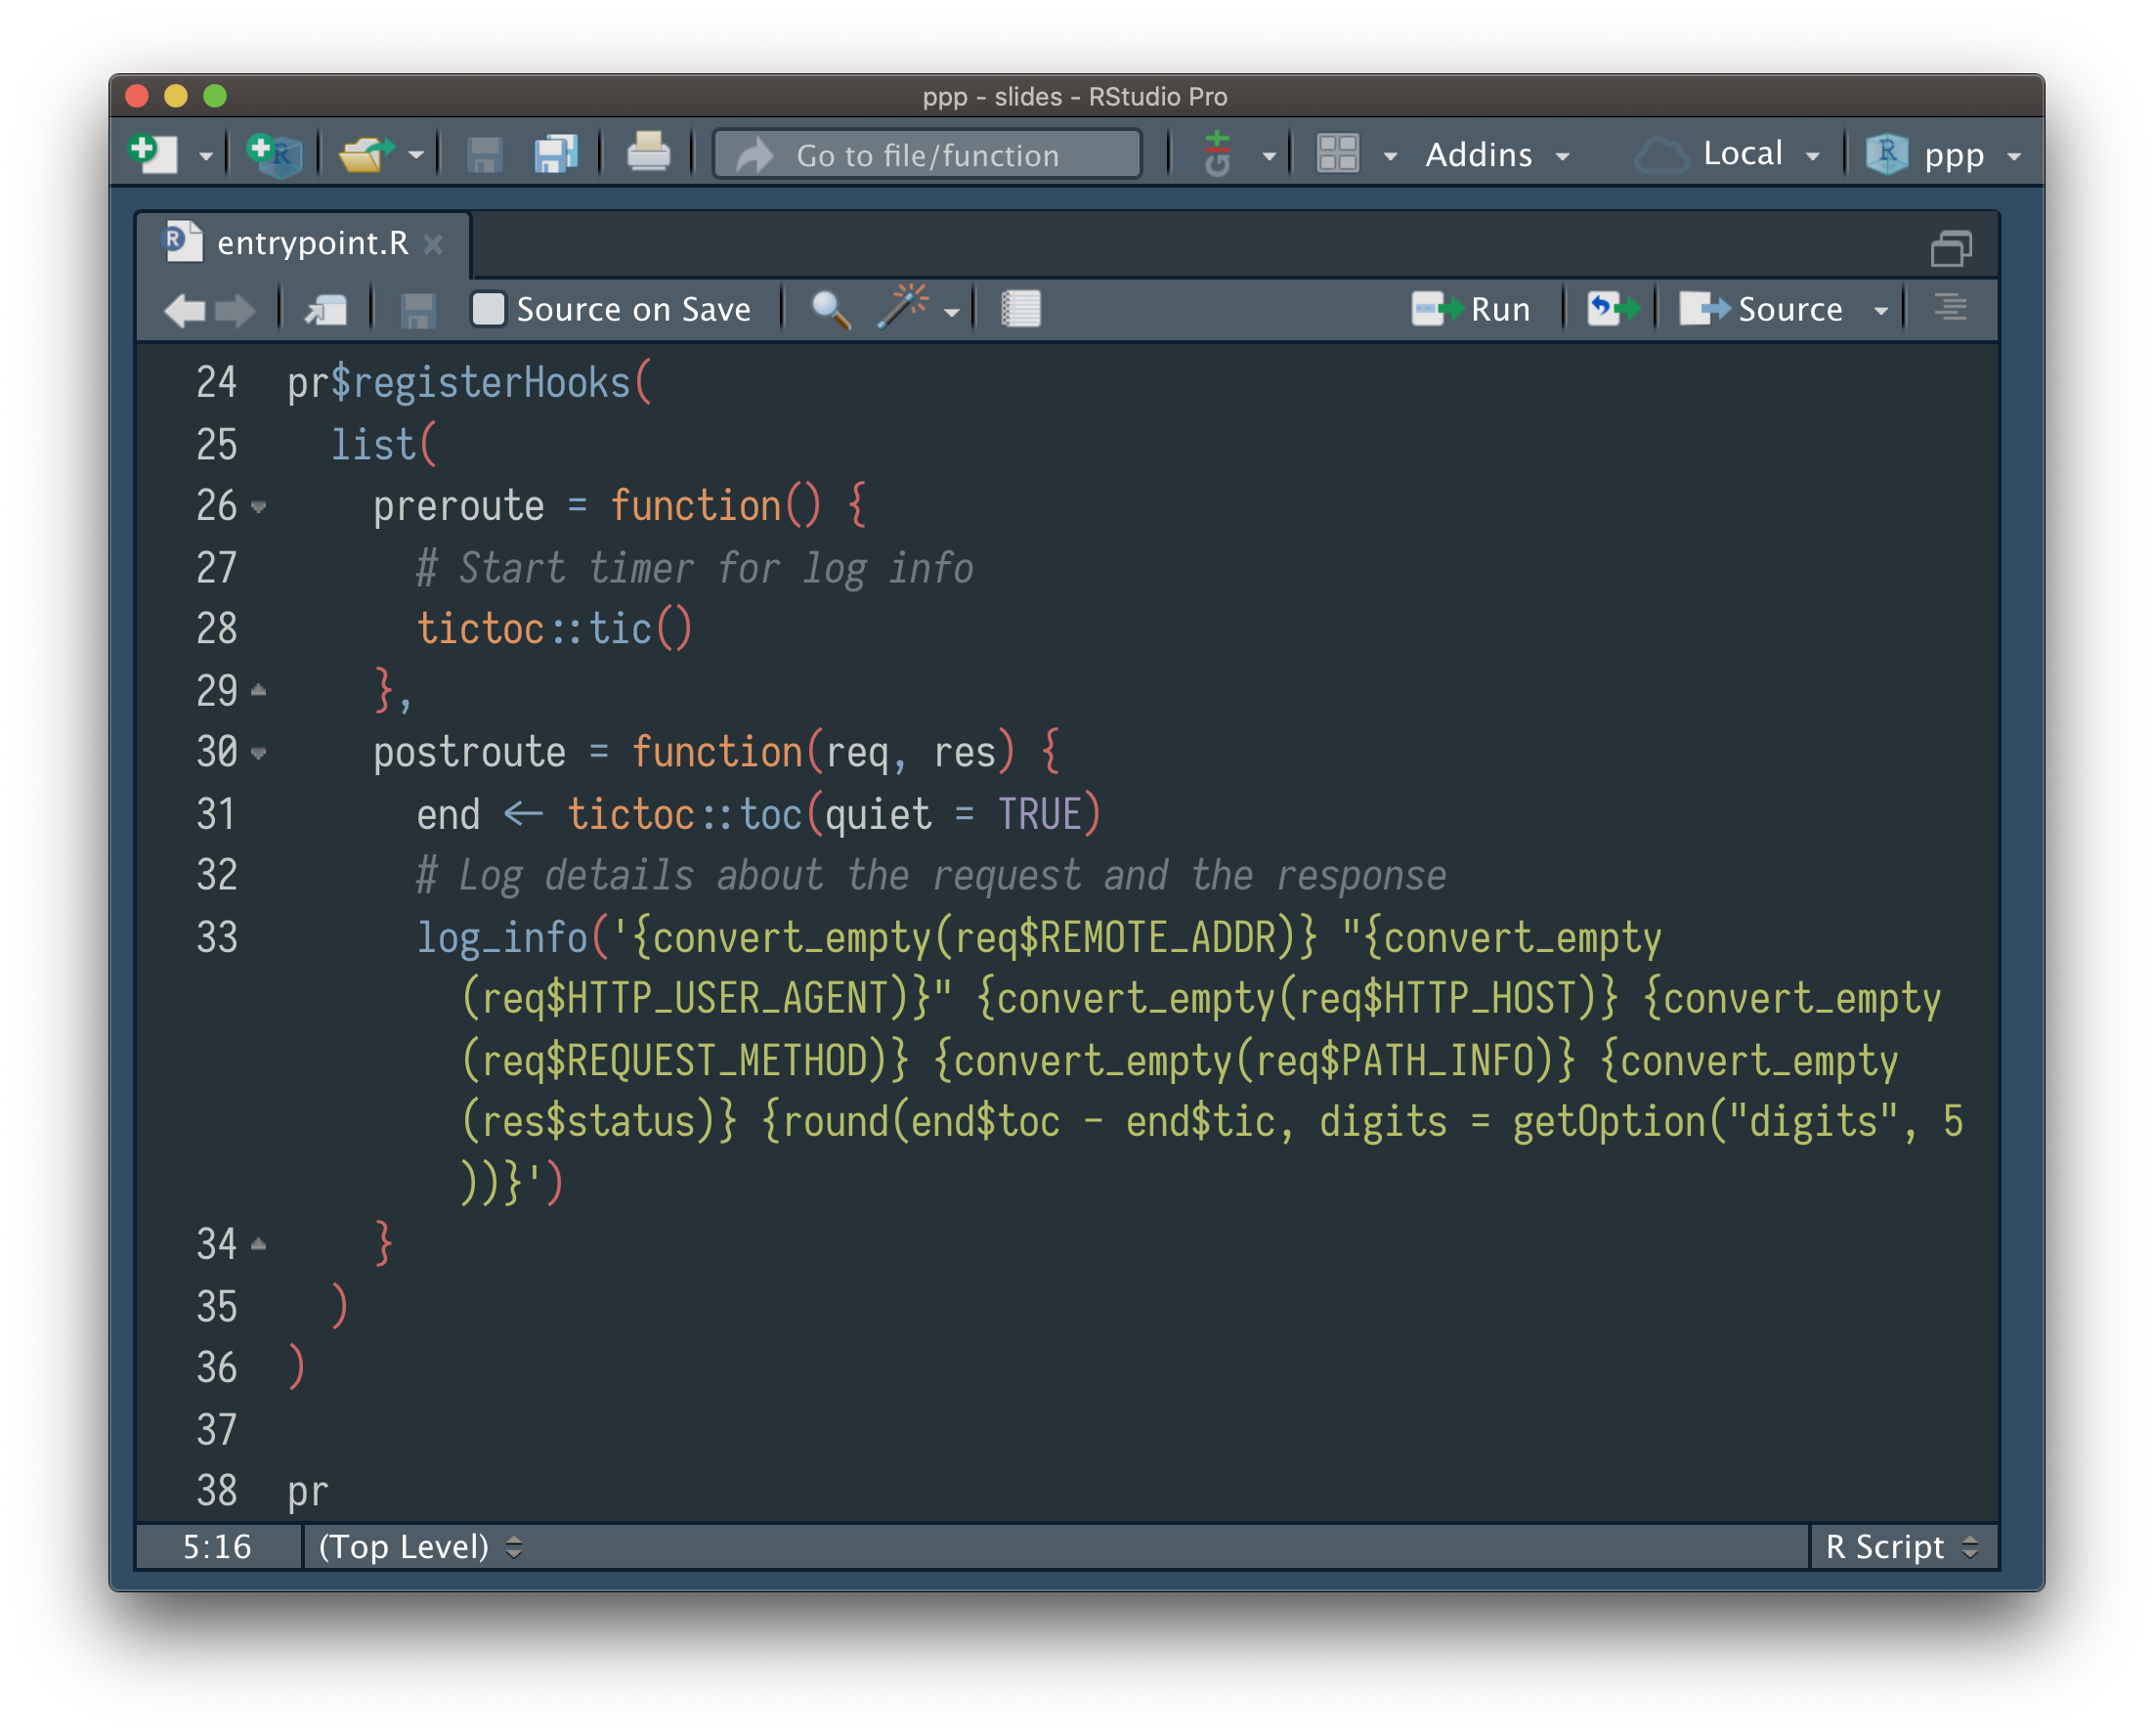 ppp - slides - RStudio Pro
Go to file/function
Addins
Local
R ppp
entrypoint.R
Source on Save
Run
Source
24 pr$registerHooks(
25 list(
26 preroute = function() {
27 # Start timer for log info
28 tictoc::tic()
29 },
30 postroute = function(req, res) {
31 end <- tictoc::toc(quiet = TRUE)
32 # Log details about the request and the response
33 log_info('{convert_empty(req$REMOTE_ADDR)} "{convert_empty
(req$HTTP_USER_AGENT)}" {convert_empty(req$HTTP_HOST)} {convert_empty
(req$REQUEST_METHOD)} {convert_empty(req$PATH_INFO)} {convert_empty
(res$status)} {round(end$toc - end$tic, digits = getOption("digits", 5
))}')
34 }
35 )
36 )
37
38 pr
5:16 (Top Level) R Script